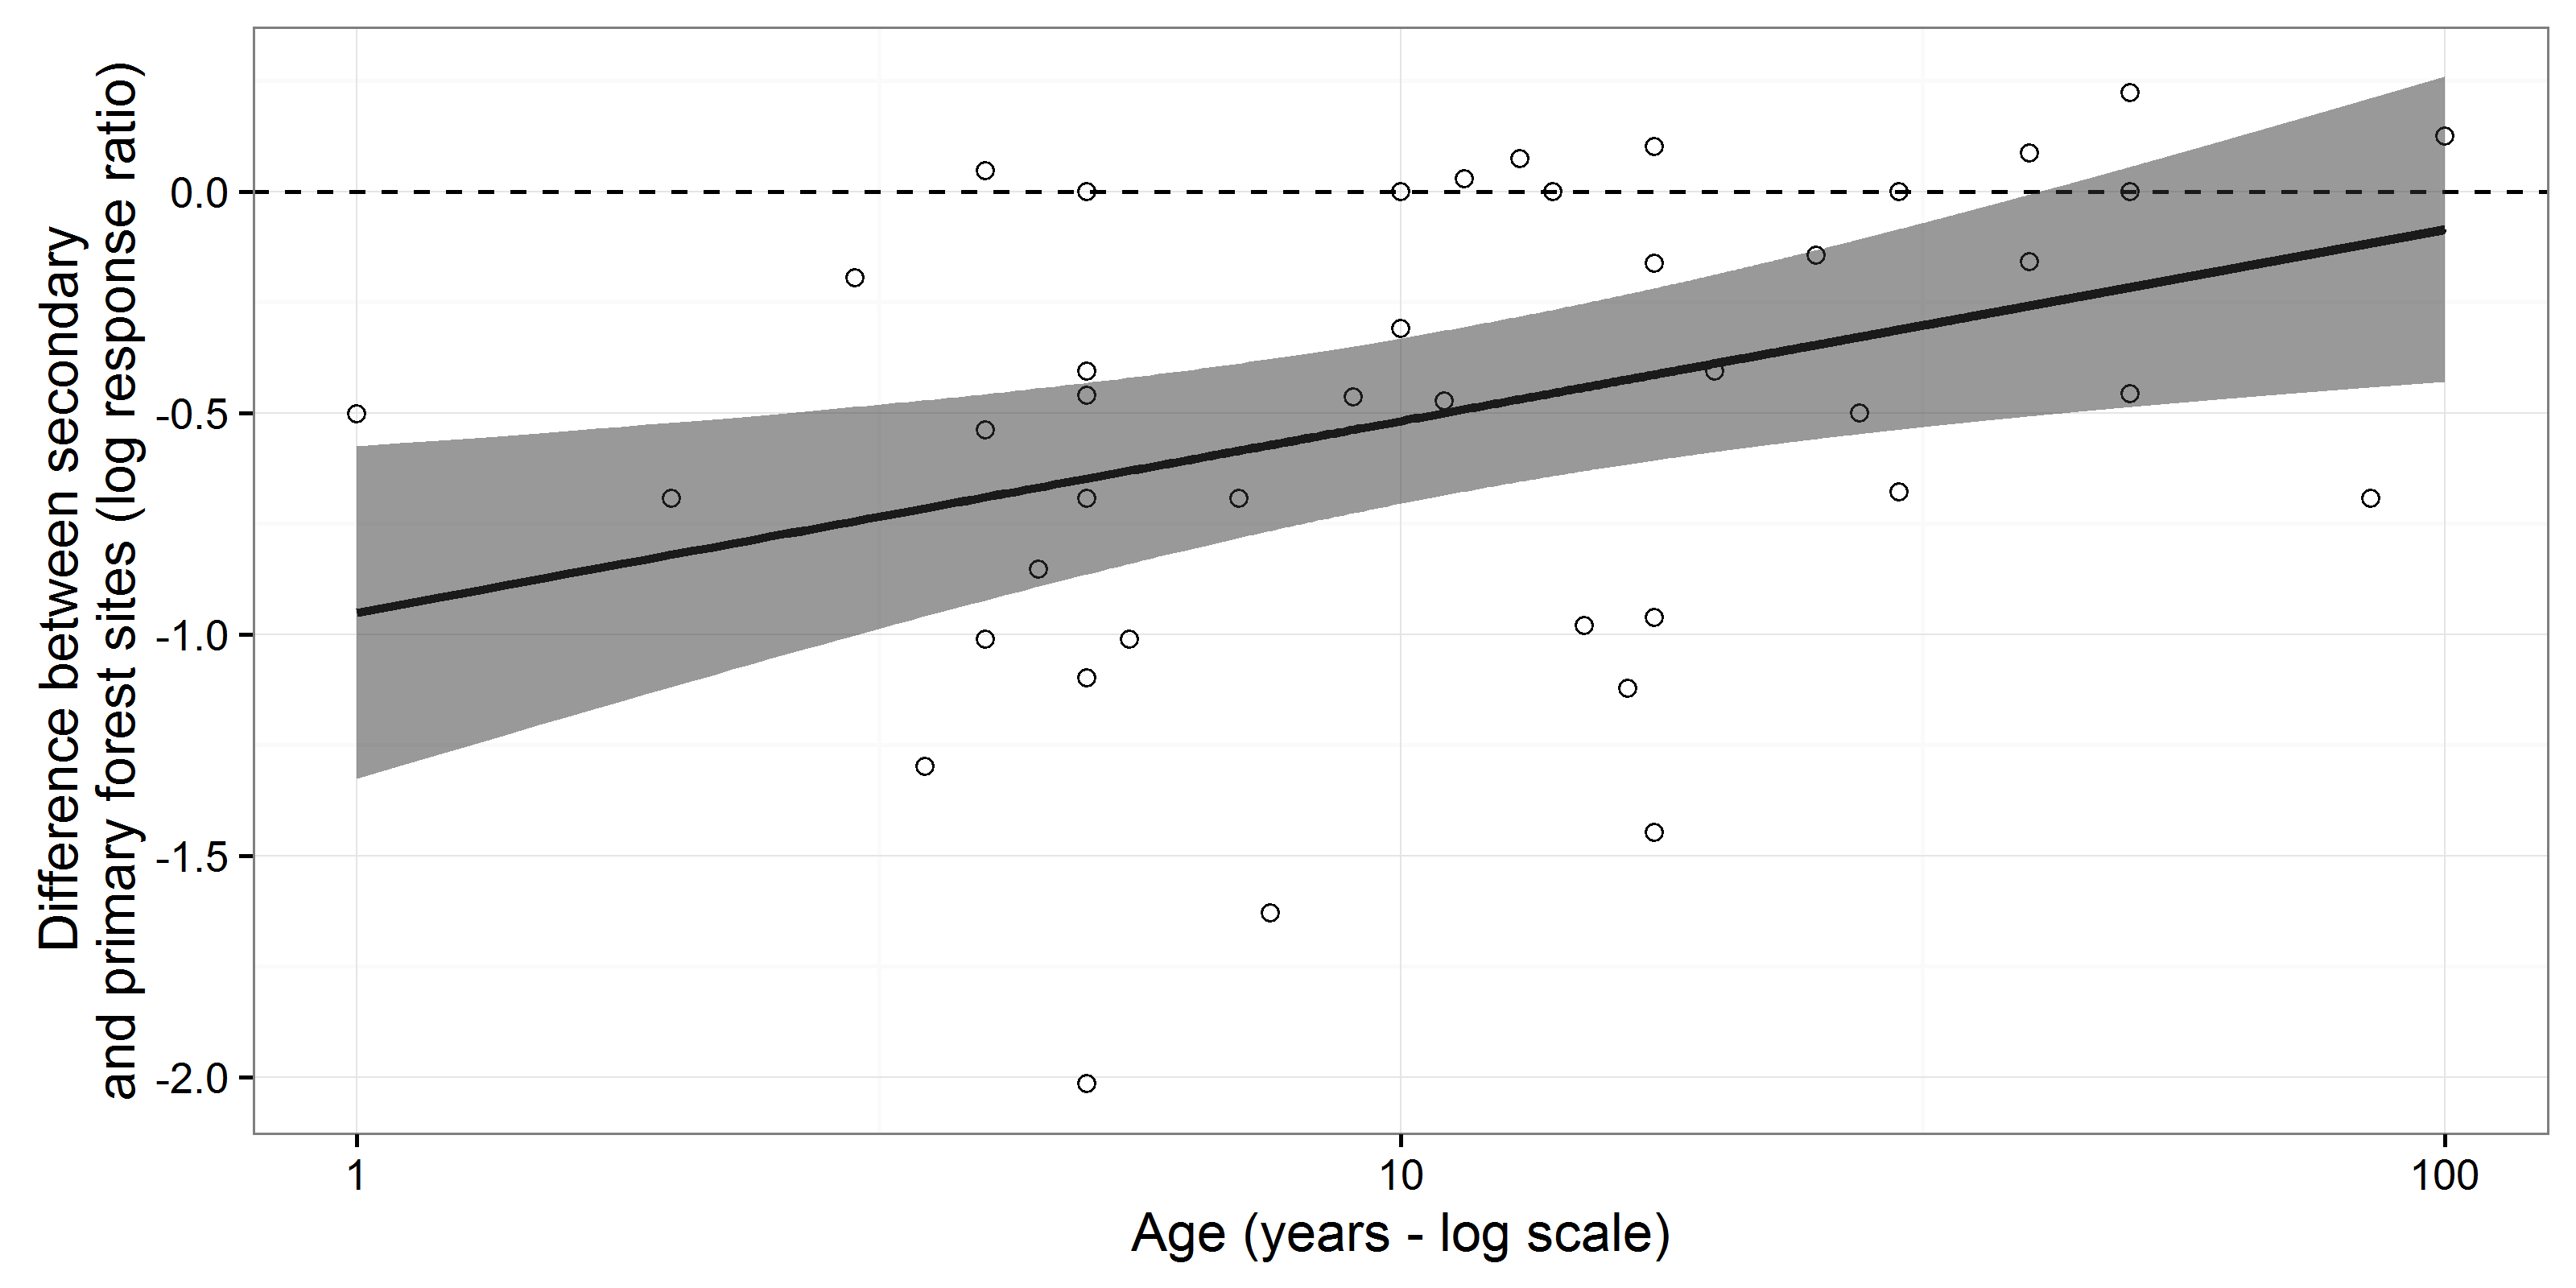 Difference between secondary
and primary forest sites (log response ratio)
0.0
-0.5
-1.0
-1.5
-2.0
1
10
100
Age (years - log scale)